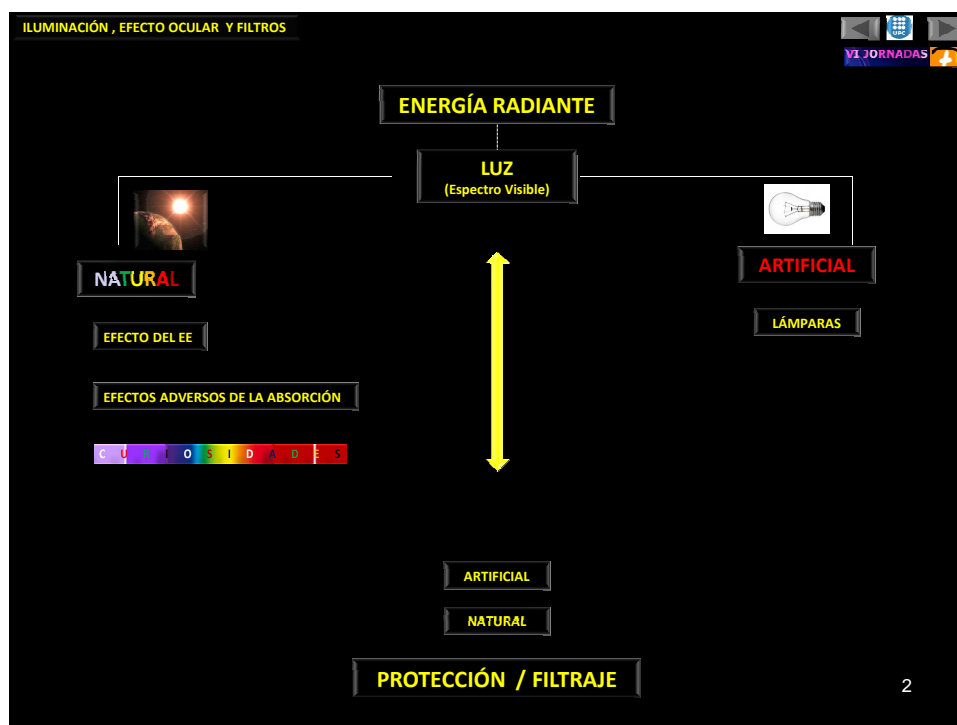 ILUMINACIÓN , EFECTO OCULAR Y FILTROS
UPC
VI JORNADAS
ENERGÍA RADIANTE
LUZ
(Espectro Visible)
NATURAL
ARTIFICIAL
EFECTO DEL EE
LÁMPARAS
EFECTOS ADVERSOS DE LA ABSORCIÓN
C U R I O S I D A D E S
ARTIFICIAL
NATURAL
PROTECCIÓN / FILTRAJE
2